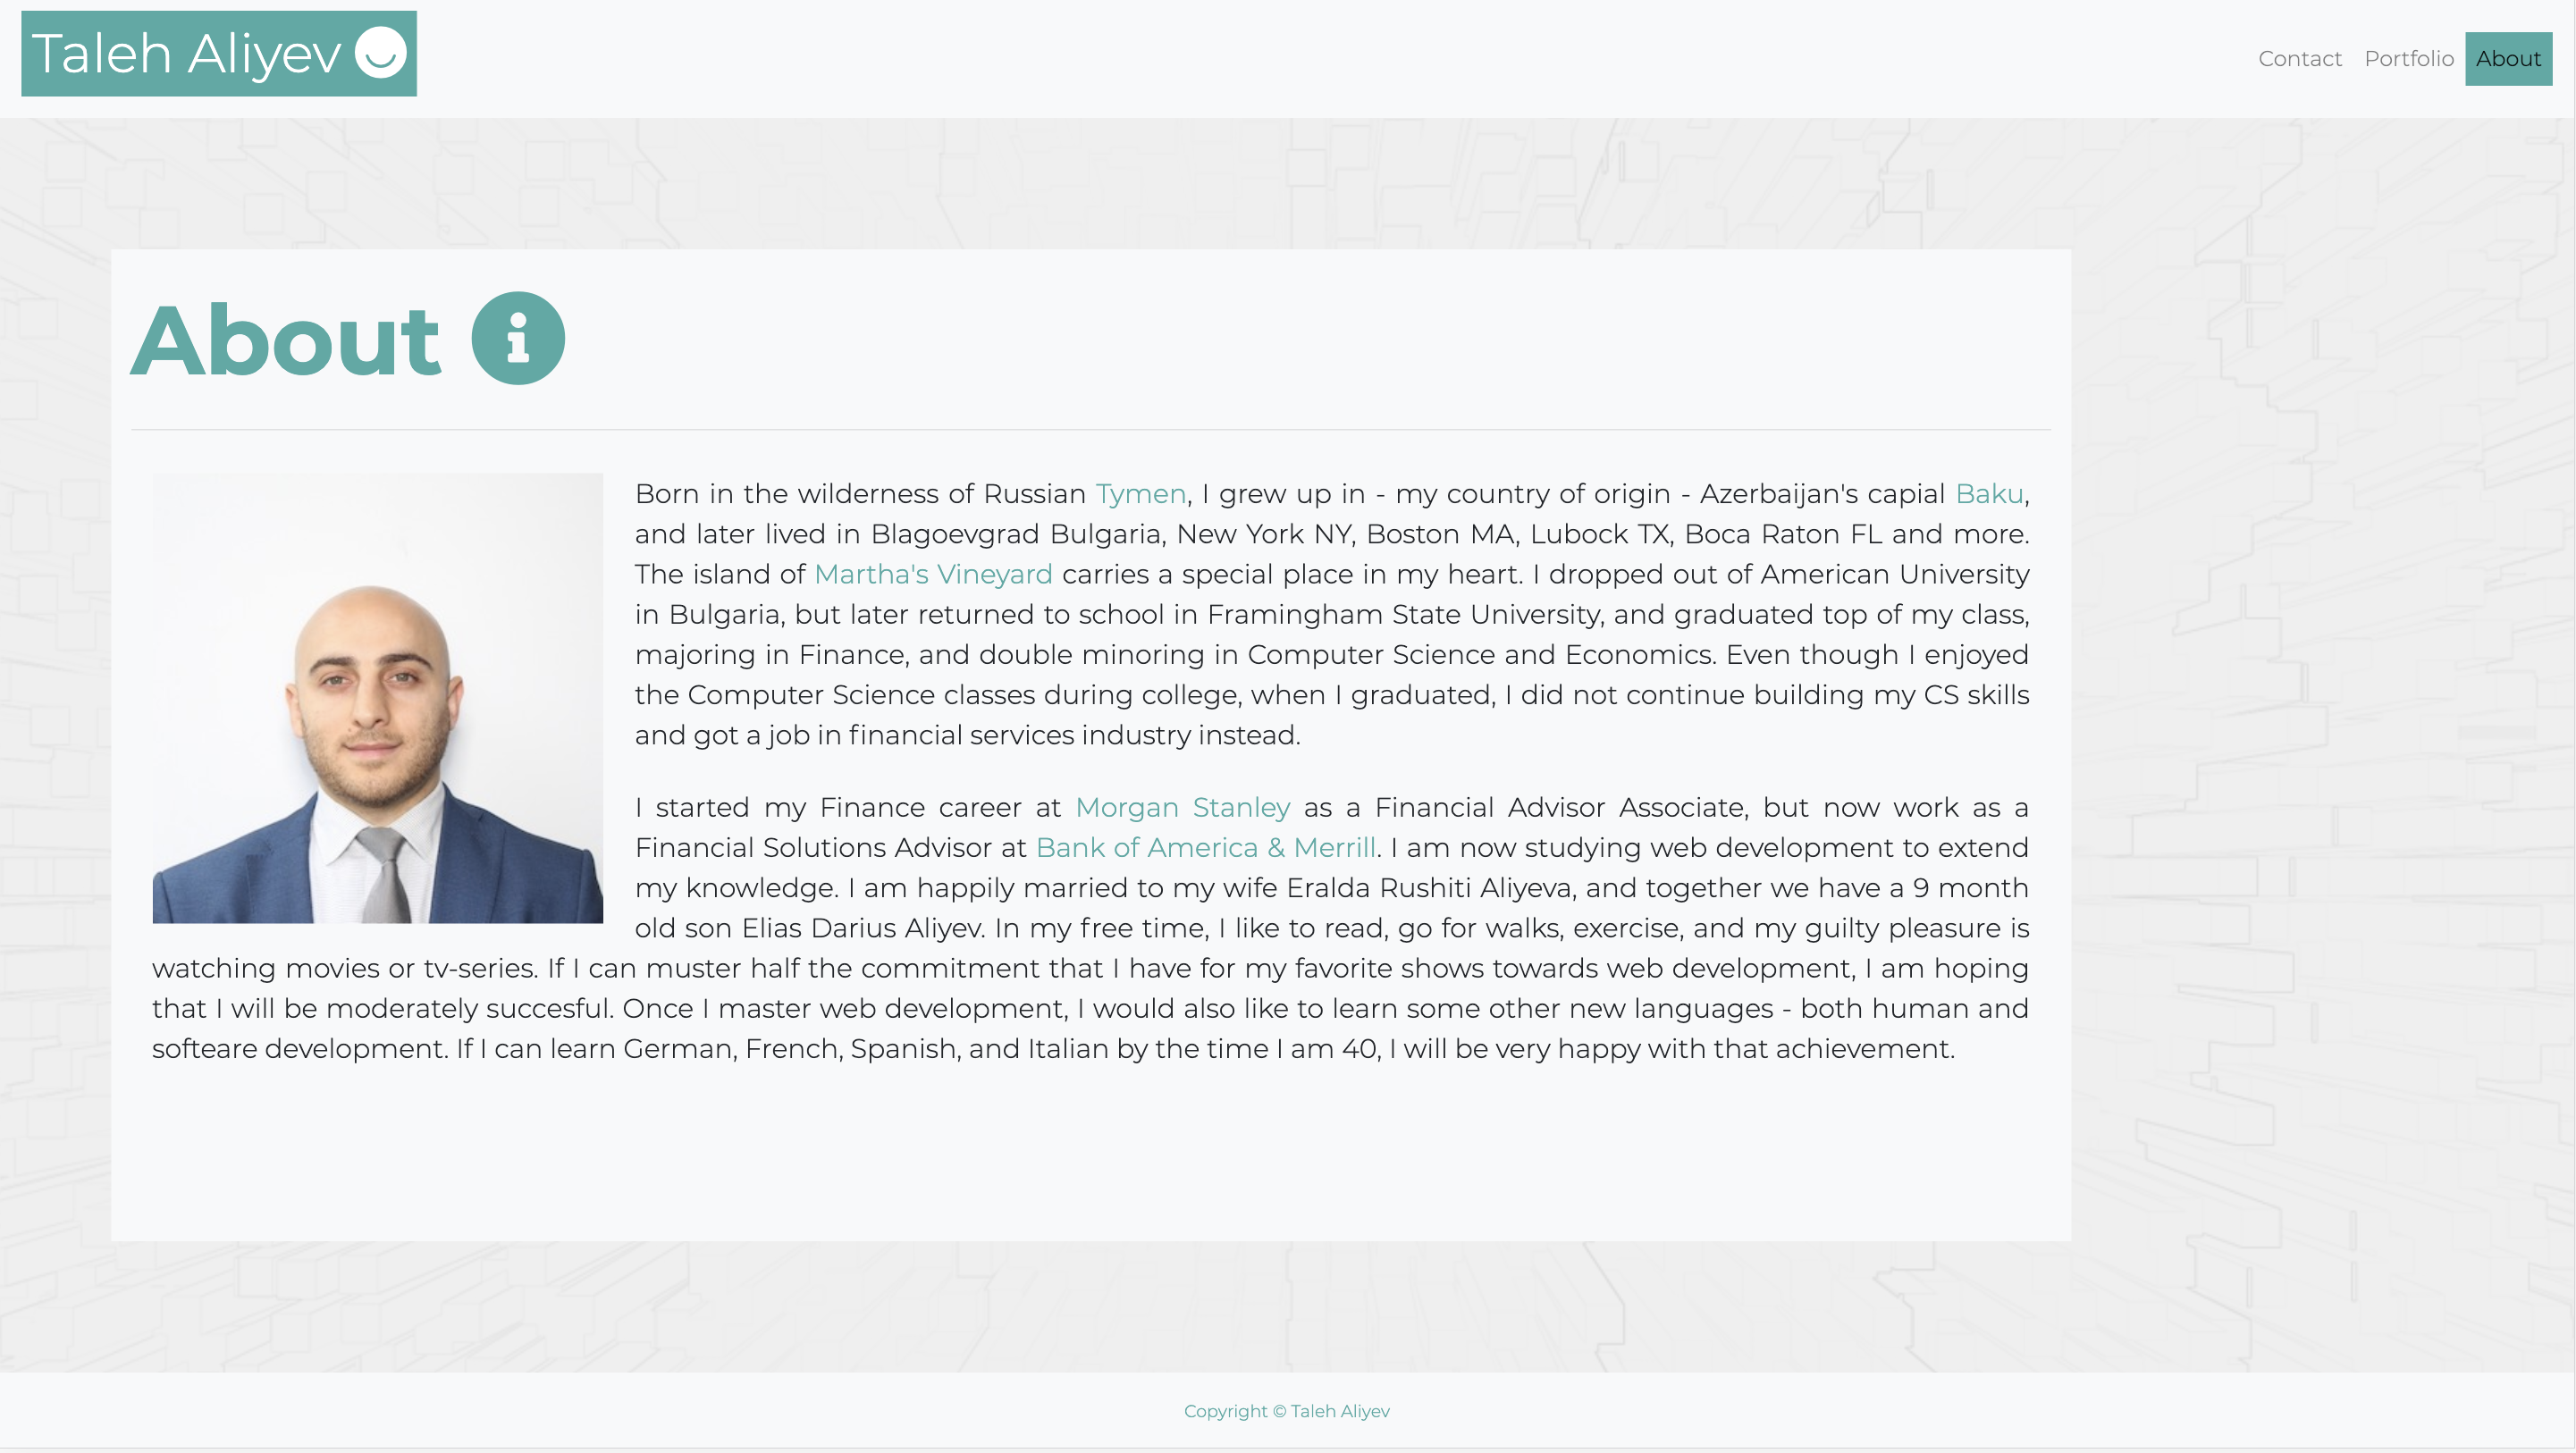 Taleh Aliyev
Contact Portfolio About
About
Born in the wilderness of Russian Tymen, I grew up in - my country of origin - Azerbaijan's capial Baku,
and later lived in Blagoevgrad Bulgaria, New York NY, Boston MA, Lubock TX, Boca Raton FL and more.
The island of Martha's Vineyard carries a special place in my heart. I dropped out of American University
in Bulgaria, but later returned to school in Framingham State University, and graduated top of my class,
majoring in Finance, and double minoring in Computer Science and Economics. Even though I enjoyed
the Computer Science classes during college, when I graduated, I did not continue building my CS skills
and got a job in financial services industry instead.
I started my Finance career at Morgan Stanley as a Financial Advisor Associate, but now work as a
Financial Solutions Advisor at Bank of America & Merrill. I am now studying web development to extend
my knowledge. I am happily married to my wife Eralda Rushiti Aliyeva, and together we have a 9 month
old son Elias Darius Aliyev. In my free time, I like to read, go for walks, exercise, and my guilty pleasure is
watching movies or tv-series. If I can muster half the commitment that I have for my favorite shows towards web development, I am hoping
that I will be moderately succesful. Once I master web development, I would also like to learn some other new languages - both human and
softeare development. If I can learn German, French, Spanish, and Italian by the time I am 40, I will be very happy with that achievement.
Copyright © Taleh Aliyev